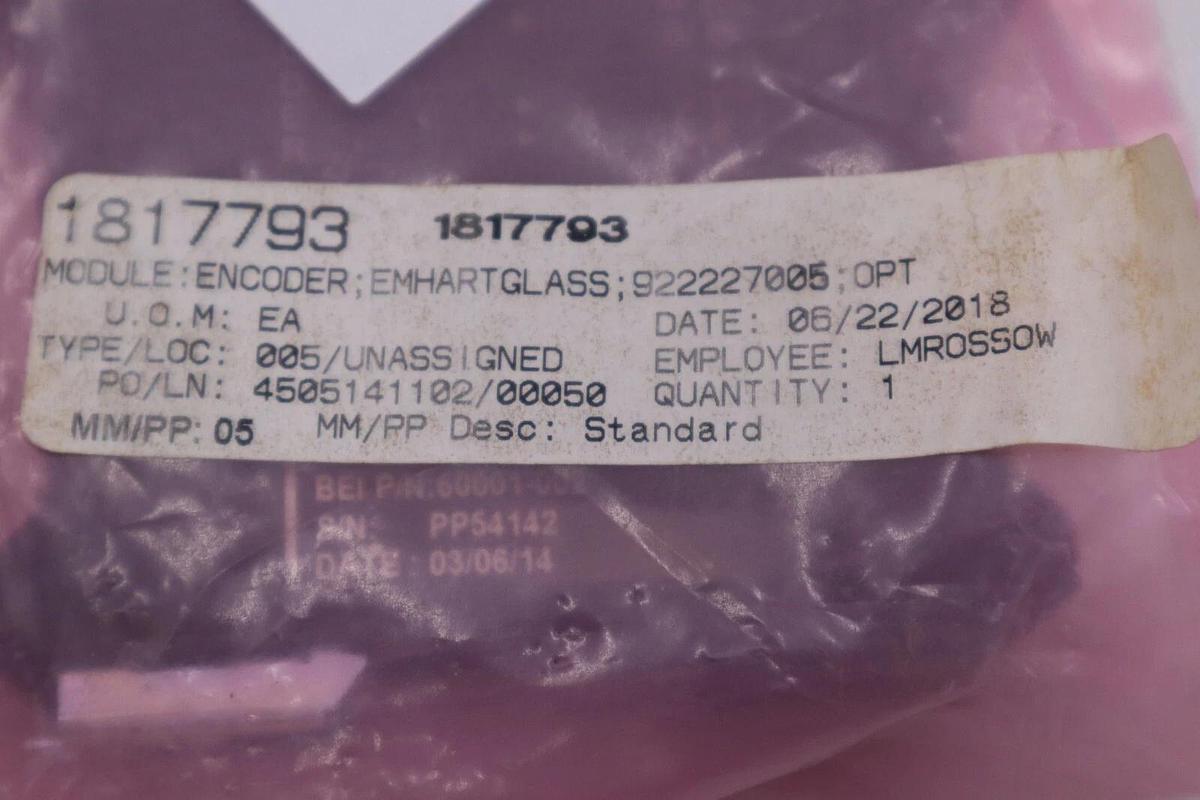 1817793 1817793
MODULE:ENCODER;EMHARTGLASS;922227005;OPT
U.O.M: EA DATE: 06/22/2018
TYPE/LOC: 005/UNASSIGNED EMPLOYEE: LMROSSOW
PO/LN: 4505141102/00050 QUANTITY: 1
MM/PP: 05 MM/PP Desc: Standard
BEI P/N:
S/N: PP54142
DATE: 03/06/14